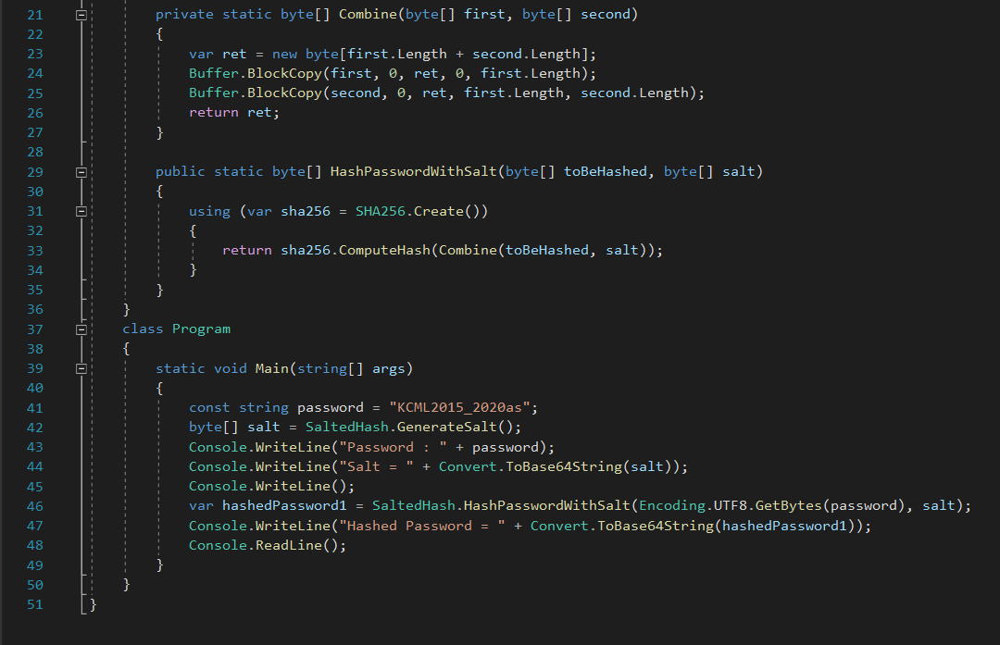 21 private static byte[] Combine(byte[] first, byte[] second)
22 {
23 var ret = new byte[first.Length + second.Length];
24 Buffer.BlockCopy(first, 0, ret, 0, first.Length);
25 Buffer.BlockCopy(second, 0, ret, first.Length, second.Length);
26 return ret;
27 }
28
29 public static byte[] HashPasswordWithSalt(byte[] toBeHashed, byte[] salt)
30 {
31 using (var sha256 = SHA256.Create())
32 {
33 return sha256.ComputeHash(Combine(toBeHashed, salt));
34 }
35 }
36 }
37 class Program
38 {
39 static void Main(string[] args)
40 {
41 const string password = "KCML2015_2020as";
42 byte[] salt = SaltedHash.GenerateSalt();
43 Console.WriteLine("Password : " + password);
44 Console.WriteLine("Salt = " + Convert.ToBase64String(salt));
45 Console.WriteLine();
46 var hashedPassword1 = SaltedHash.HashPasswordWithSalt(Encoding.UTF8.GetBytes(password), salt);
47 Console.WriteLine("Hashed Password = " + Convert.ToBase64String(hashedPassword1));
48 Console.ReadLine();
49 }
50 }
51 }